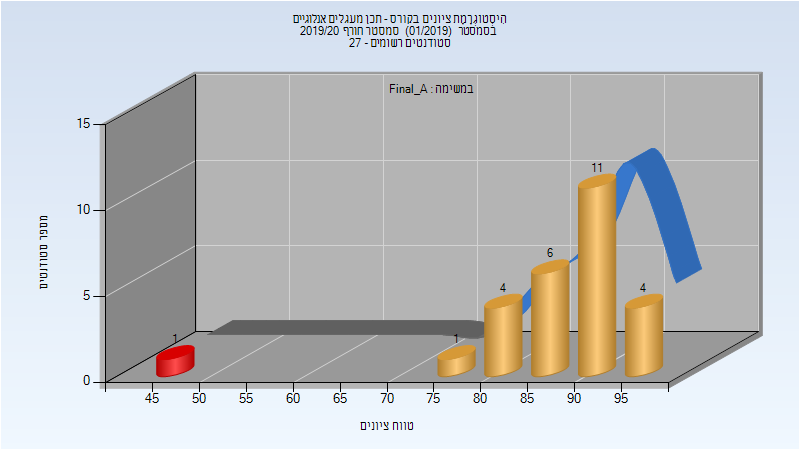 הִיסְטוֹגְרָמַת ציונים בקורס - תכן מעגלים אנלוגיים
בסמסטר (01/2019) סמסטר חורף 2019/20
סטודנטים רשומים - 27
במשימה : Final_A
מספר סטודנטים
15
10
5
0
1
1
4
6
11
4
45 50 55 60 65 70 75 80 85 90 95
טווח ציונים